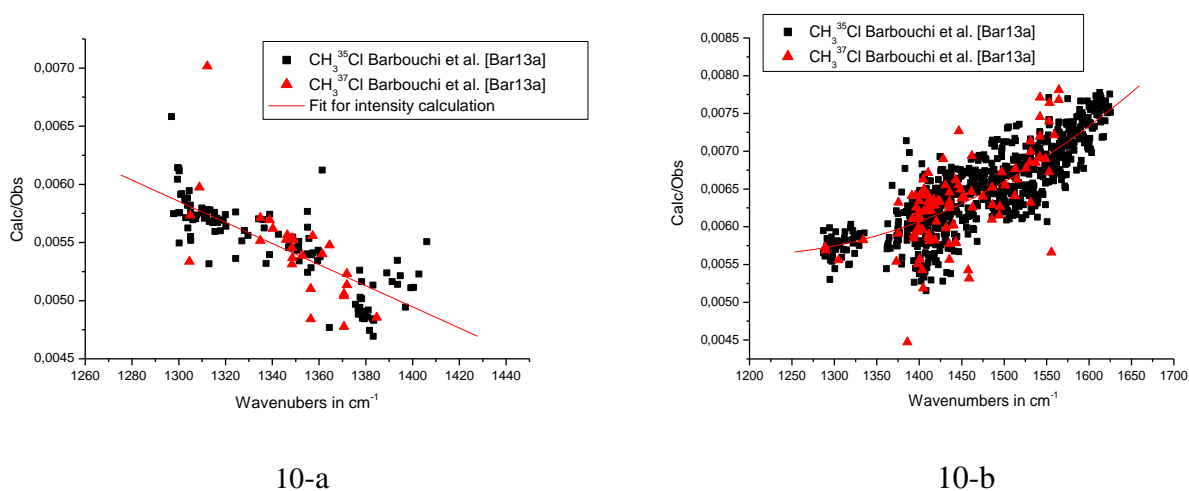 CH₃³⁵Cl Barbouchi et al. [Bar13a]
CH₃³⁷Cl Barbouchi et al. [Bar13a]
Fit for intensity calculation
0,0070
0,0065
0,0060
0,0055
0,0050
0,0045
Calc/Obs
1260 1280 1300 1320 1340 1360 1380 1400 1420 1440
Wavenubers in cm⁻¹
10-a
CH₃³⁵Cl Barbouchi et al. [Bar13a]
CH₃³⁷Cl Barbouchi et al. [Bar13a]
0,0085
0,0080
0,0075
0,0070
0,0065
0,0060
0,0055
0,0050
0,0045
Calc/Obs
1200 1250 1300 1350 1400 1450 1500 1550 1600 1650 1700
Wavenumbers in cm⁻¹
10-b